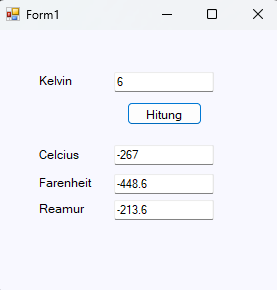 Form1
Kelvin 6
Hitung
Celcius -267
Farenheit -448.6
Reamur -213.6